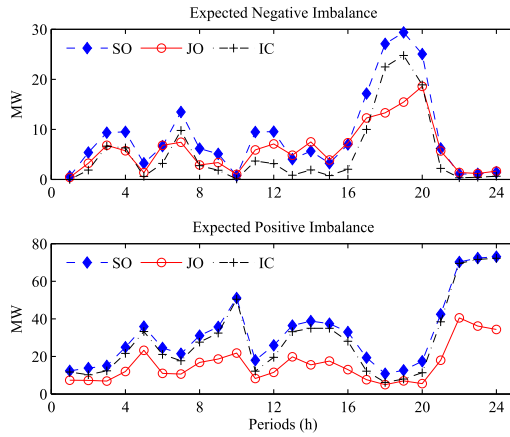 Expected Negative Imbalance
30
20
10
0
MW
SO JO IC
0 4 8 12 16 20 24
Expected Positive Imbalance
80
60
40
20
0
MW
SO JO IC
0 4 8 12 16 20 24
Periods (h)